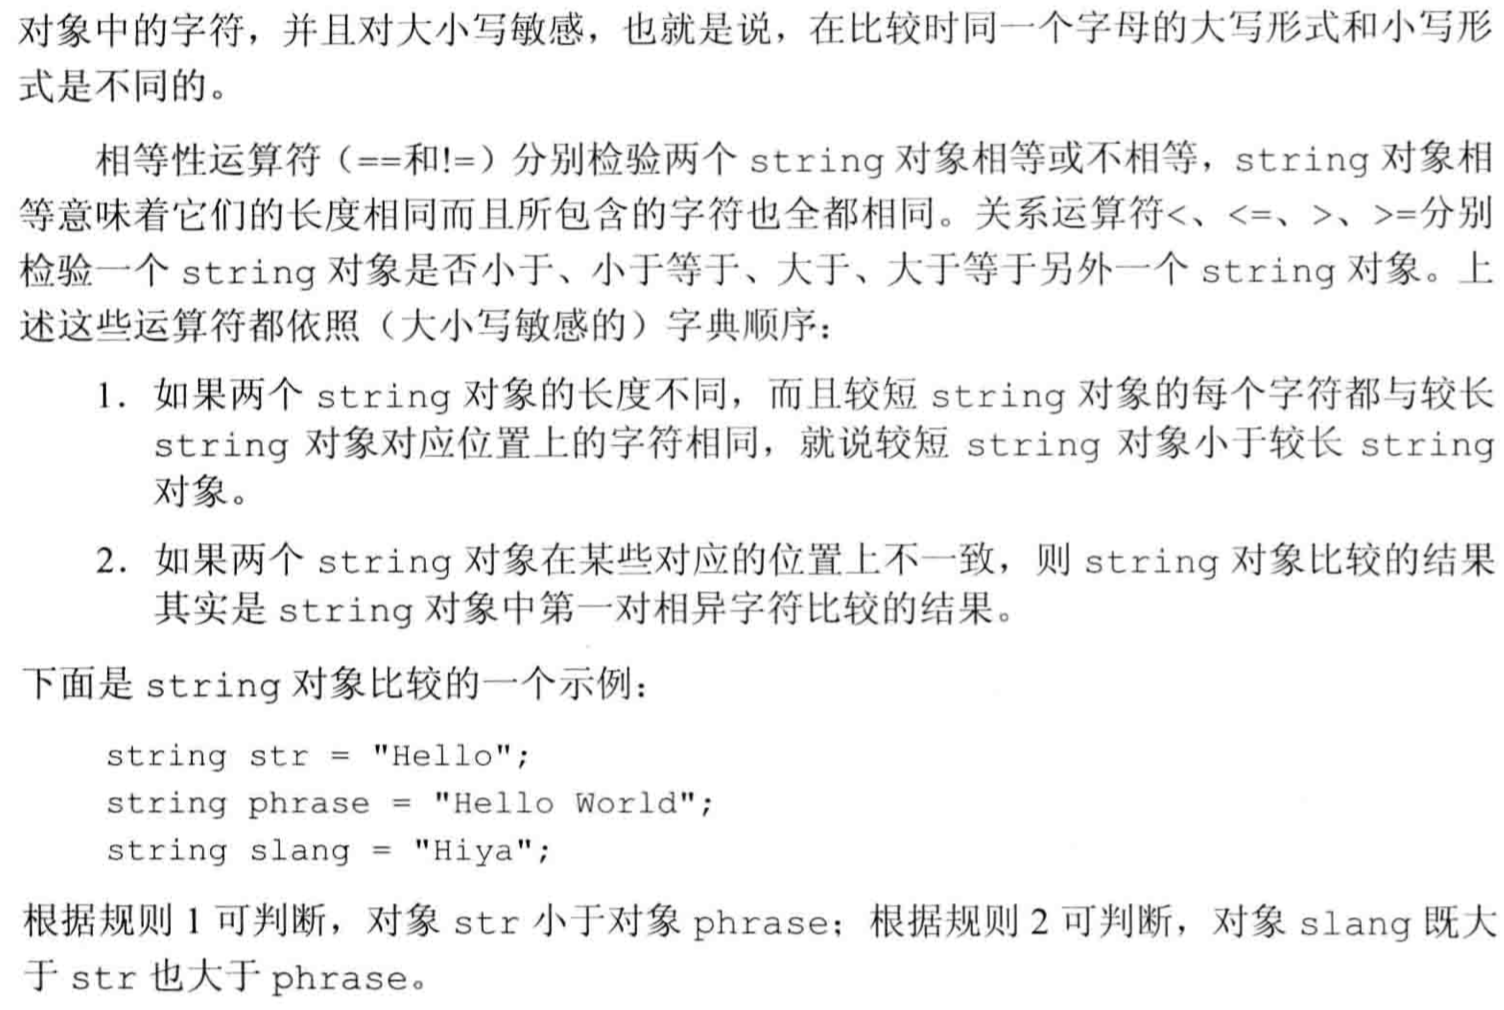 对象中的字符，并且对大小写敏感，也就是说，在比较时同一个字母的大写形式和小写形
式是不同的。
相等性运算符（==和!=）分别检验两个 string 对象相等或不相等，string 对象相
等意味着它们的长度相同而且所包含的字符也全都相同。关系运算符<、<=、>、>=分别
检验一个 string 对象是否小于、小于等于、大于、大于等于另外一个 string 对象。上
述这些运算符都依照（大小写敏感的）字典顺序：
1. 如果两个 string 对象的长度不同，而且较短 string 对象的每个字符都与较长
string 对象对应位置上的字符相同，就说较短 string 对象小于较长 string
对象。
2. 如果两个 string 对象在某些对应的位置上不一致，则 string 对象比较的结果
其实是 string 对象中第一对相异字符比较的结果。
下面是 string 对象比较的一个示例：
string str = "Hello";
string phrase = "Hello World";
string slang = "Hiya";
根据规则 1 可判断，对象 str 小于对象 phrase；根据规则 2 可判断，对象 slang 既大
于 str 也大于 phrase。